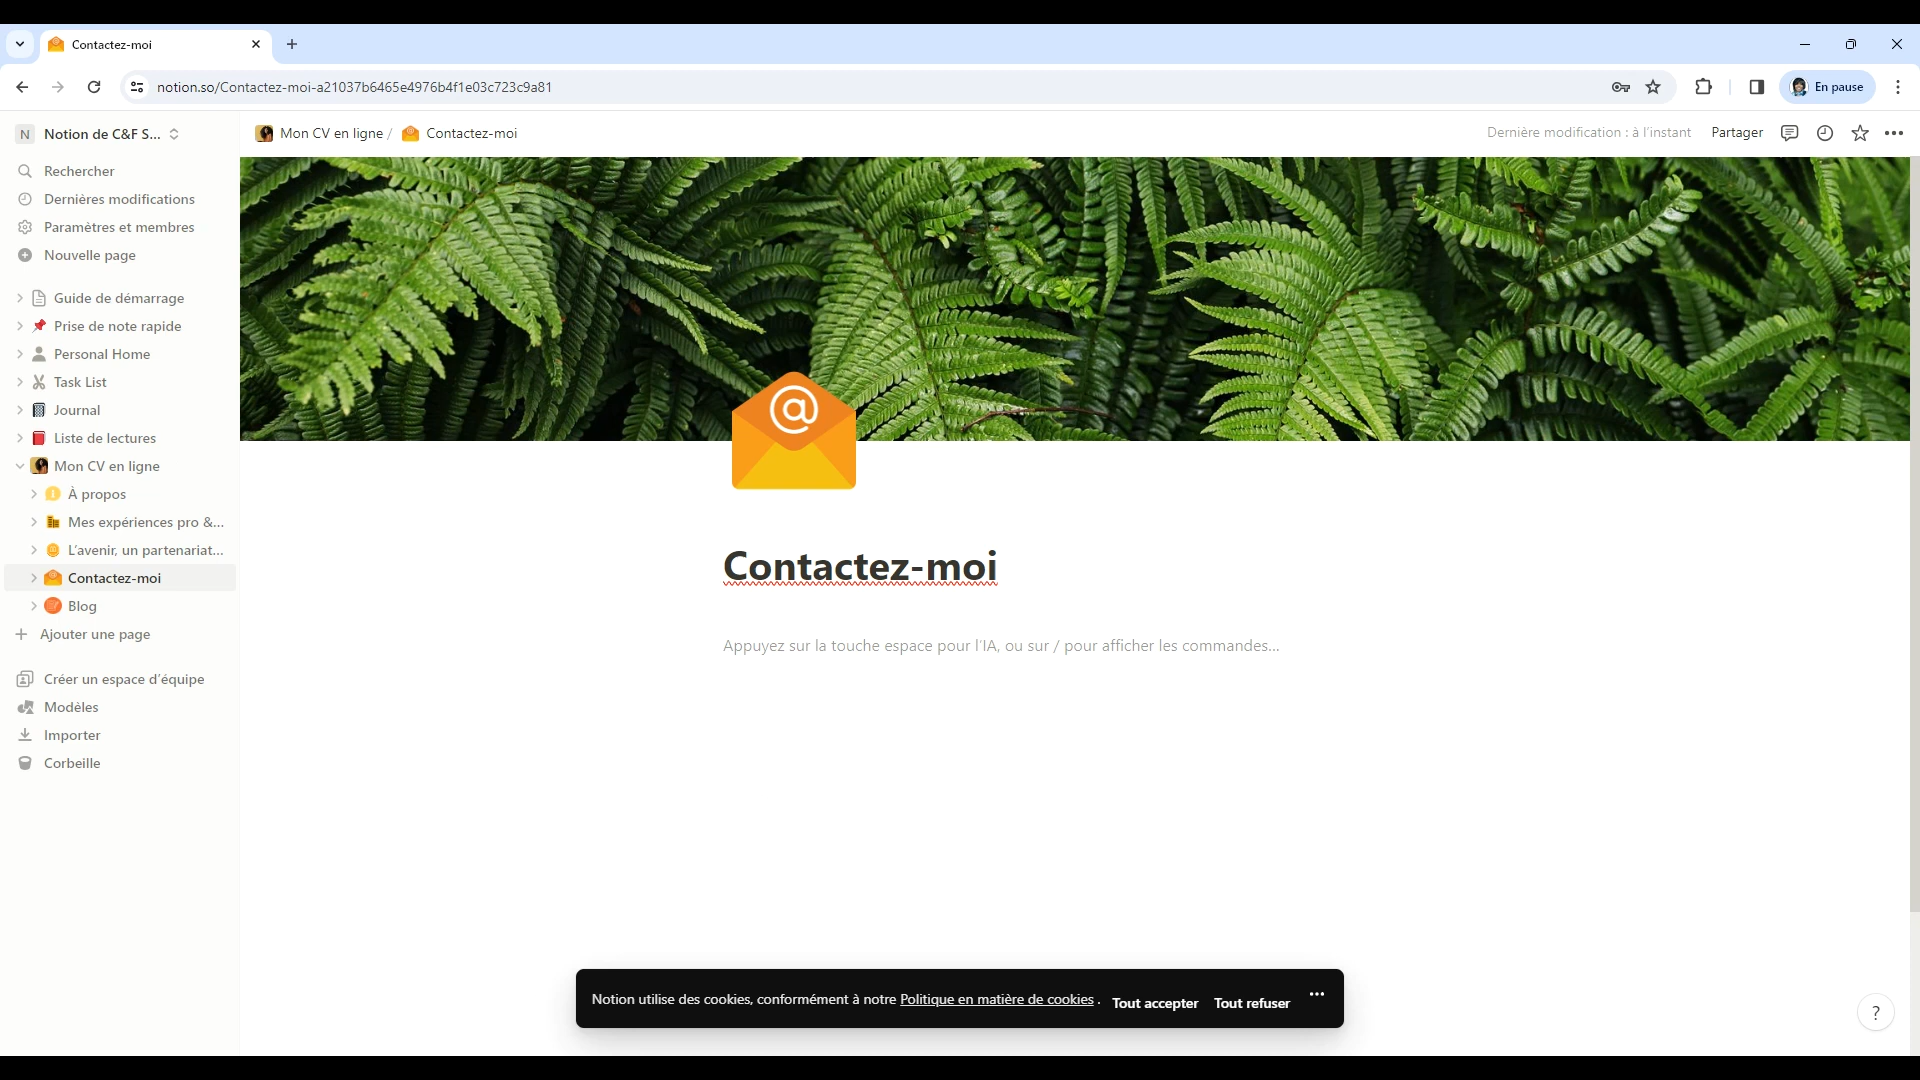 Contactez-moi
notion.so/Contactez-moi-a21037b6465e4976b4f1e03c723c9a81
En pause
N Notion de C&F S...
Mon CV en ligne / Contactez-moi
Dernière modification : à l'instant
Partager
Rechercher
Dernières modifications
Paramètres et membres
Nouvelle page
Guide de démarrage
Prise de note rapide
Personal Home
Task List
Journal
Liste de lectures
Mon CV en ligne
À propos
Mes expériences pro &...
L'avenir, un partenariat...
Contactez-moi
Blog
Ajouter une page
Créer un espace d'équipe
Modèles
Importer
Corbeille
@
Contactez-moi
Appuyez sur la touche espace pour l'IA, ou sur / pour afficher les commandes...
Notion utilise des cookies, conformément à notre Politique en matière de cookies .
Tout accepter
Tout refuser
?